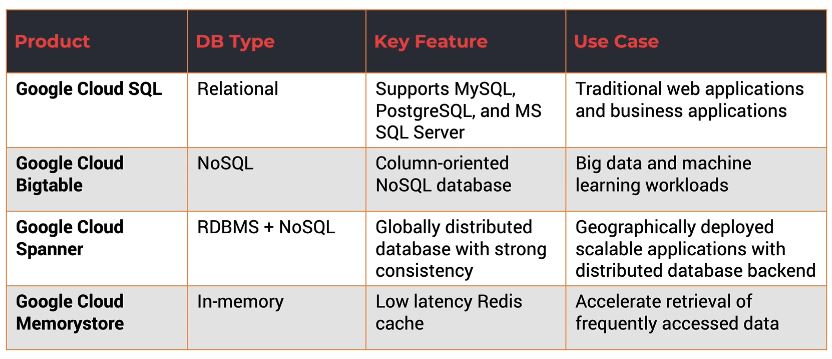 Product DB Type Key Feature Use Case
Google Cloud SQL Relational Supports MySQL, Traditional web applications
PostgreSQL, and MS and business applications
SQL Server
Google Cloud NoSQL Column-oriented Big data and machine
Bigtable NoSQL database learning workloads
Google Cloud RDBMS + NoSQL Globally distributed Geographically deployed
Spanner database with strong scalable applications with
consistency distributed database backend
Google Cloud In-memory Low latency Redis Accelerate retrieval of
Memorystore cache frequently accessed data